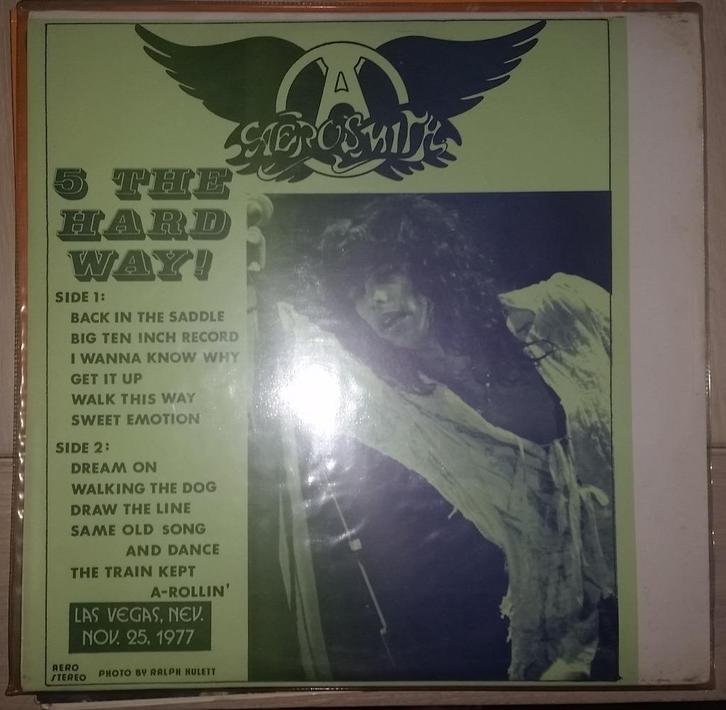 A
AEROSMITH
5 THE
HARD
WAY!
SIDE 1:
BACK IN THE SADDLE
BIG TEN INCH RECORD
I WANNA KNOW WHY
GET IT UP
WALK THIS WAY
SWEET EMOTION
SIDE 2:
DREAM ON
WALKING THE DOG
DRAW THE LINE
SAME OLD SONG
AND DANCE
THE TRAIN KEPT
A-ROLLIN'
LAS VEGAS, NEV.
NOV. 25, 1977
AERO
STEREO
PHOTO BY RALPH HULETT